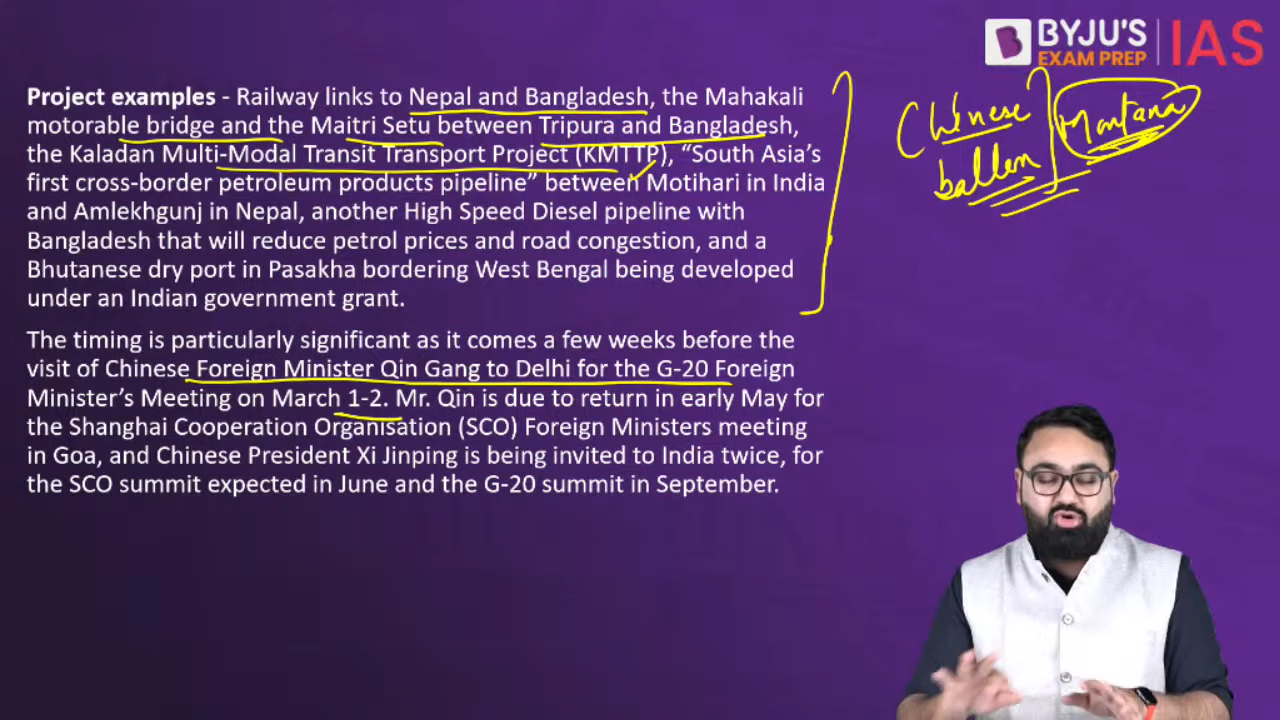 BYJU'S
EXAM PREP
IAS
Project examples - Railway links to Nepal and Bangladesh, the Mahakali
motorable bridge and the Maitri Setu between Tripura and Bangladesh,
the Kaladan Multi-Modal Transit Transport Project (KMTTP), “South Asia’s
first cross-border petroleum products pipeline” between Motihari in India
and Amlekhgunj in Nepal, another High Speed Diesel pipeline with
Bangladesh that will reduce petrol prices and road congestion, and a
Bhutanese dry port in Pasakha bordering West Bengal being developed
under an Indian government grant.
The timing is particularly significant as it comes a few weeks before the
visit of Chinese Foreign Minister Qin Gang to Delhi for the G-20 Foreign
Minister’s Meeting on March 1-2. Mr. Qin is due to return in early May for
the Shanghai Cooperation Organisation (SCO) Foreign Ministers meeting
in Goa, and Chinese President Xi Jinping is being invited to India twice, for
the SCO summit expected in June and the G-20 summit in September.
Chinese
Montana